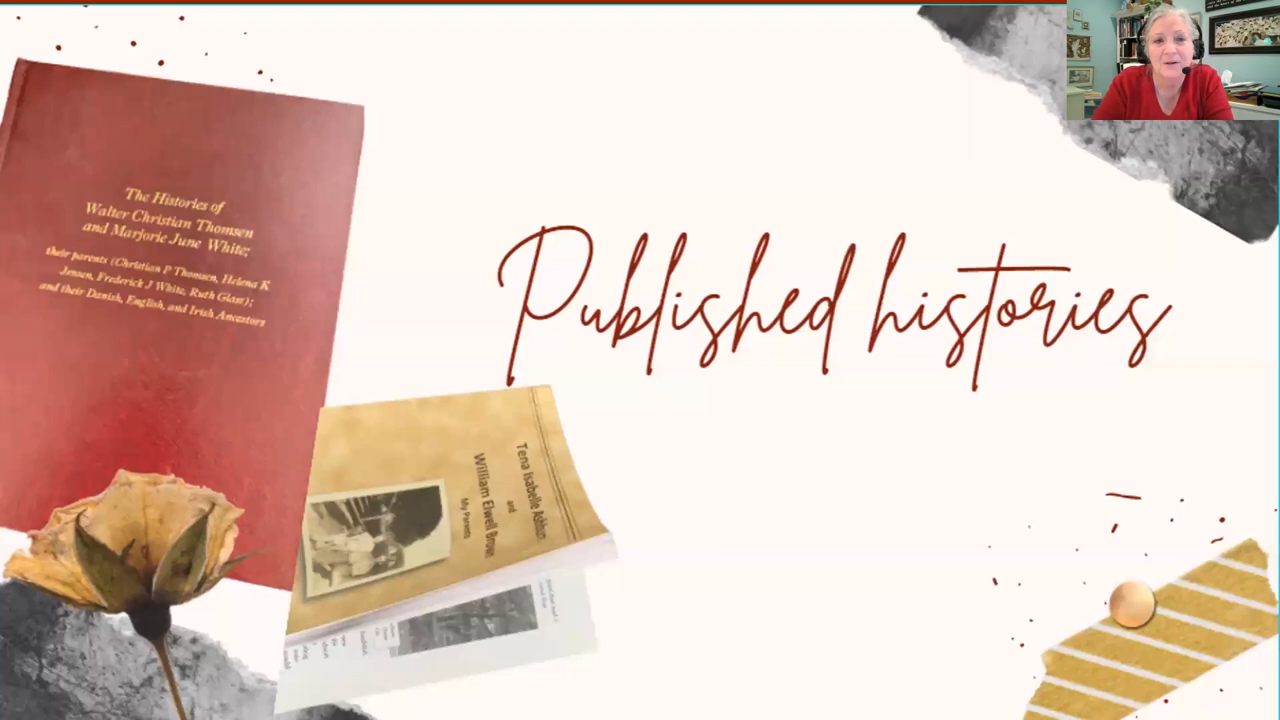 The Histories of
Walter Christian Thomsen
and Marjorie June White;
their parents (Christian P Thomsen, Helena K
Jensen, Frederick J White, Ruth Glass);
and their Danish, English, and Irish Ancestors
Published histories
Tena Isabelle Ashburn
and
William Elwell Brown
My Parents